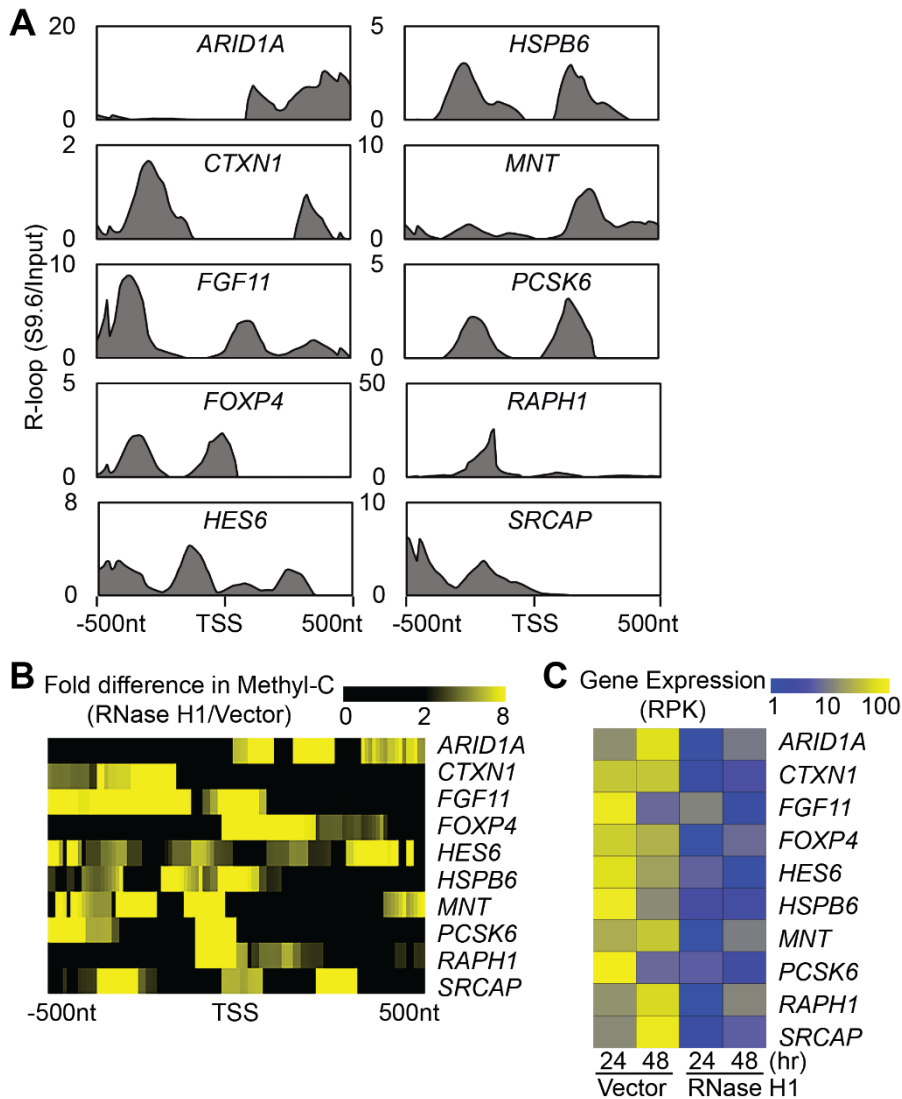 A
20 ARID1A 5 HSPB6
0 0
2 CTXN1 10 MNT
0 0
R-loop (S9.6/Input)
10 FGF11 5 PCSK6
0 0
5 FOXP4 50 RAPH1
0 0
8 HES6 10 SRCAP
0 0
-500nt TSS 500nt -500nt TSS 500nt
B
Fold difference in Methyl-C
(RNase H1/Vector)
0 2 8
ARID1A
CTXN1
FGF11
FOXP4
HES6
HSPB6
MNT
PCSK6
RAPH1
SRCAP
-500nt TSS 500nt
C
Gene Expression
(RPK)
1 10 100
ARID1A
CTXN1
FGF11
FOXP4
HES6
HSPB6
MNT
PCSK6
RAPH1
SRCAP
24 48 24 48 (hr)
Vector RNase H1